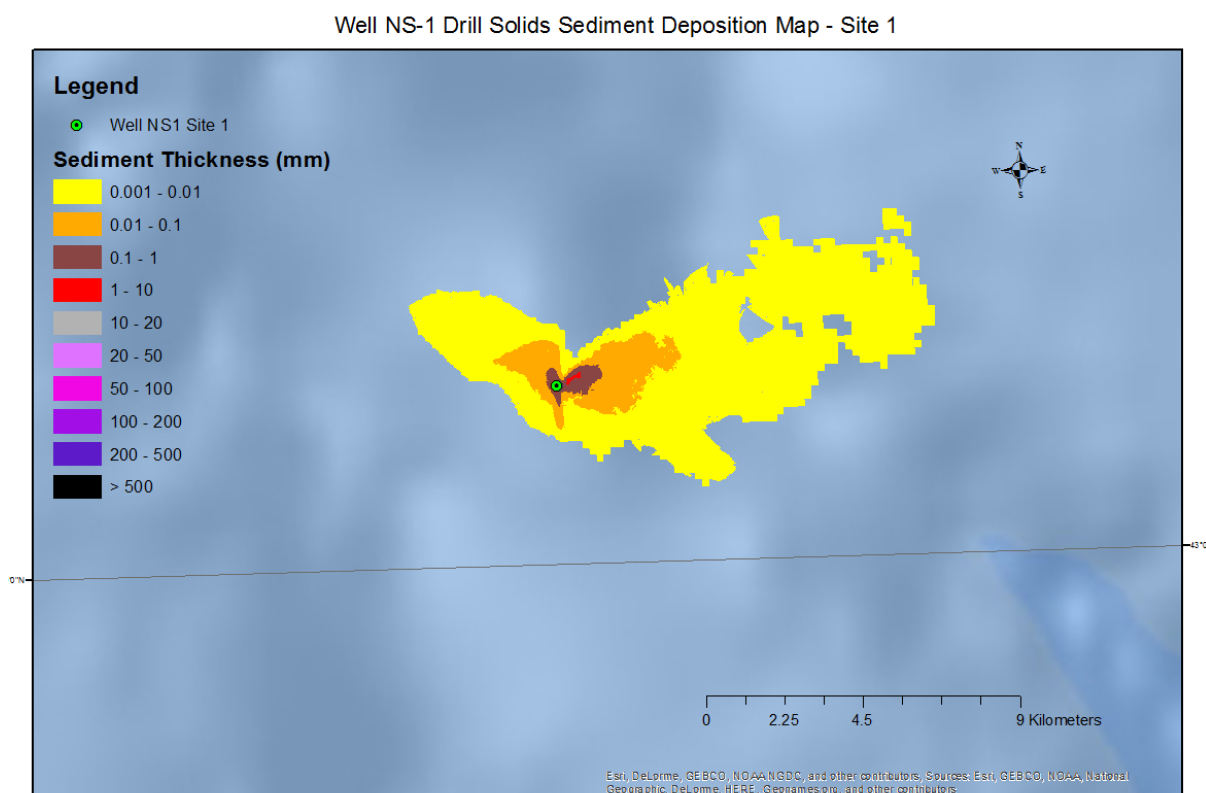 Well NS-1 Drill Solids Sediment Deposition Map - Site 1
Legend
Well NS1 Site 1
Sediment Thickness (mm)
0.001 - 0.01
0.01 - 0.1
0.1 - 1
1 - 10
10 - 20
20 - 50
50 - 100
100 - 200
200 - 500
> 500
N
W E
S
43°0
0'N
0 2.25 4.5 9 Kilometers
Esri, DeLorme, GEBCO, NOAA NGDC, and other contributors, Sources: Esri, GEBCO, NOAA, National
Geographic, DeLorme, HERE, Geonames.org, and other contributors